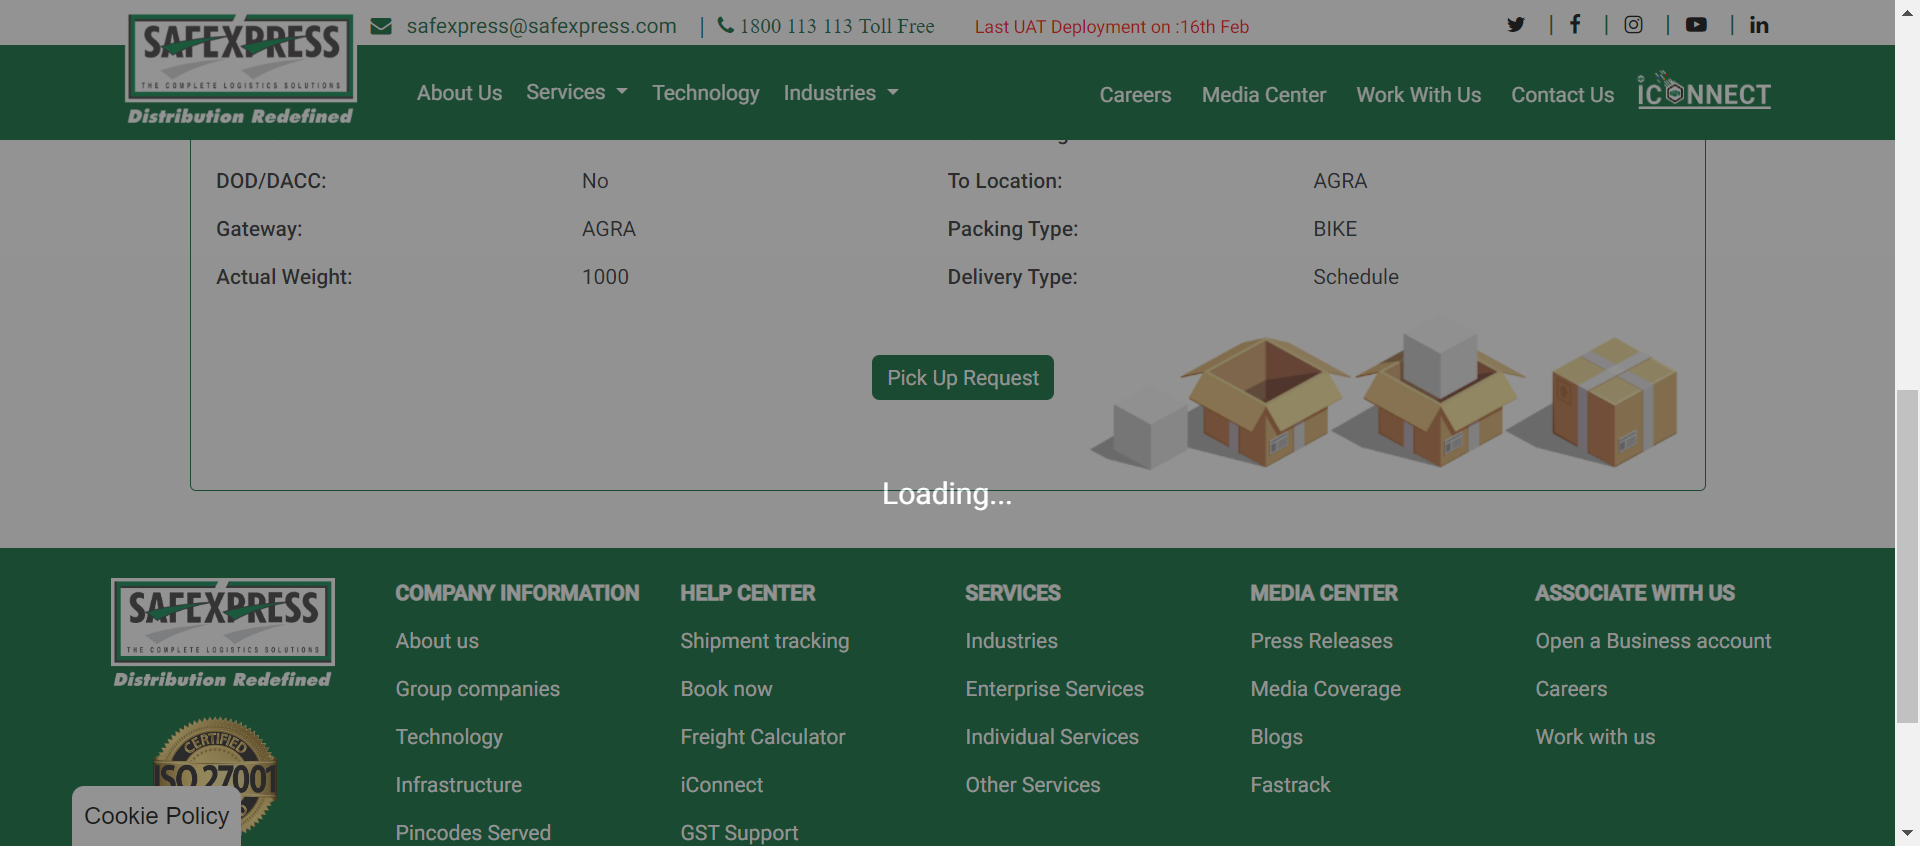 SAFEXPRESS
THE COMPLETE LOGISTICS SOLUTIONS
Distribution Redefined
safexpress@safexpress.com | 1800 113 113 Toll Free Last UAT Deployment on :16th Feb
About Us Services Technology Industries Careers Media Center Work With Us Contact Us iCONNECT
DOD/DACC: No To Location: AGRA
Gateway: AGRA Packing Type: BIKE
Actual Weight: 1000 Delivery Type: Schedule
Pick Up Request
Loading...
SAFEXPRESS
THE COMPLETE LOGISTICS SOLUTIONS
Distribution Redefined
CERTIFIED
ISO 27001
Cookie Policy
COMPANY INFORMATION
About us
Group companies
Technology
Infrastructure
Pincodes Served
HELP CENTER
Shipment tracking
Book now
Freight Calculator
iConnect
GST Support
SERVICES
Industries
Enterprise Services
Individual Services
Other Services
MEDIA CENTER
Press Releases
Media Coverage
Blogs
Fastrack
ASSOCIATE WITH US
Open a Business account
Careers
Work with us